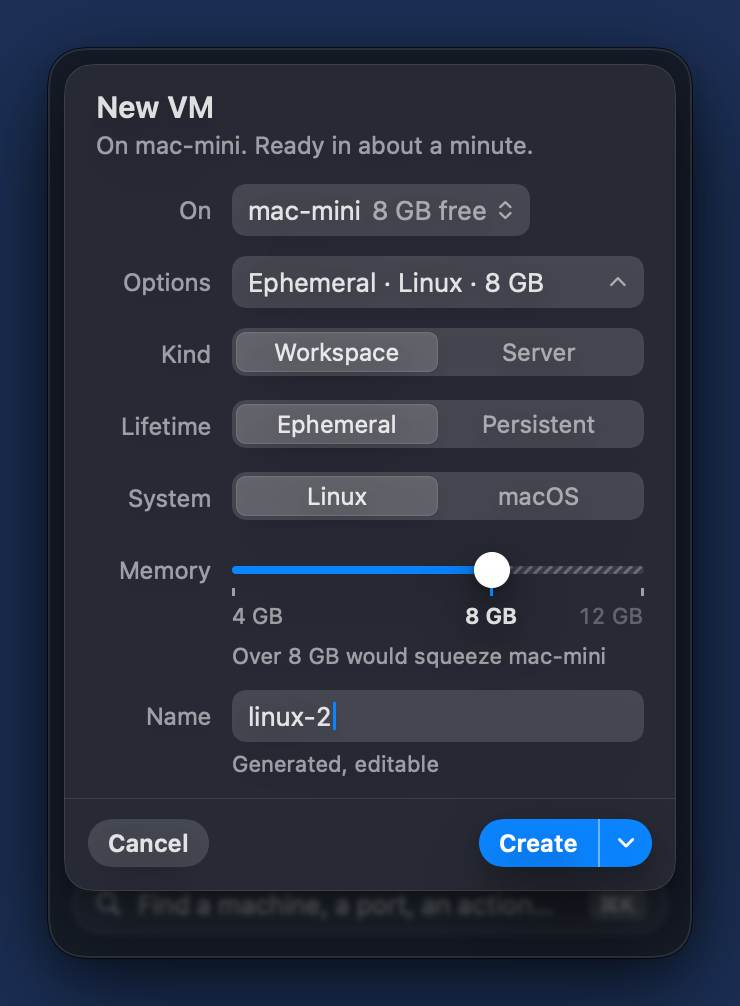 New VM
On mac-mini. Ready in about a minute.
On mac-mini 8 GB free
Options Ephemeral · Linux · 8 GB
Kind Workspace Server
Lifetime Ephemeral Persistent
System Linux macOS
Memory
4 GB 8 GB 12 GB
Over 8 GB would squeeze mac-mini
Name linux-2
Generated, editable
Cancel Create
Find a machine, a port, an action... ⌘K